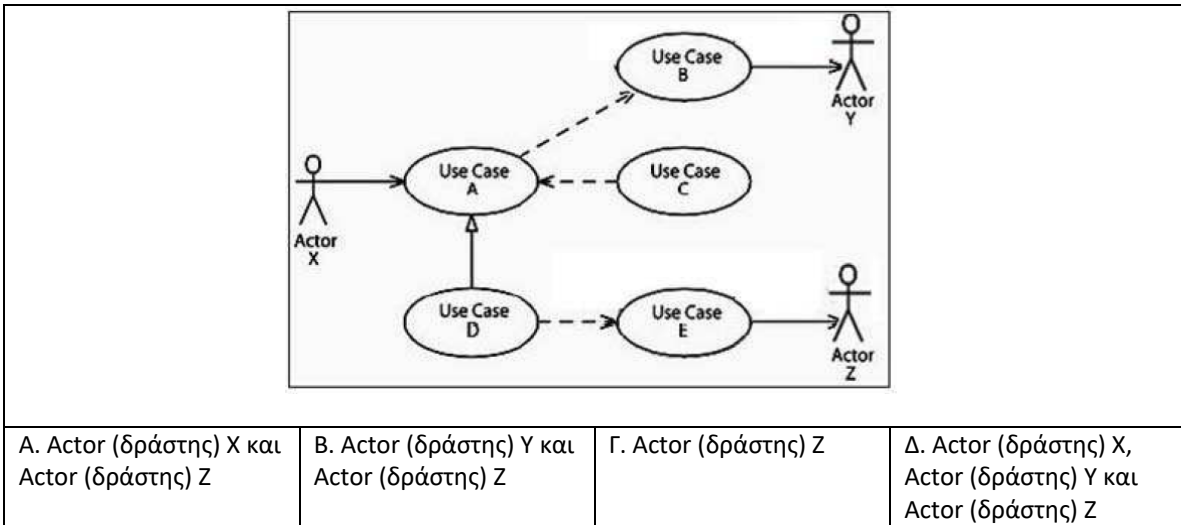 Use Case
B
Actor
Y
Use Case
A
Use Case
C
Actor
X
Use Case
D
Use Case
E
Actor
Z
Α. Actor (δράστης) X και
Actor (δράστης) Z
Β. Actor (δράστης) Y και
Actor (δράστης) Z
Γ. Actor (δράστης) Z
Δ. Actor (δράστης) X,
Actor (δράστης) Y και
Actor (δράστης) Z